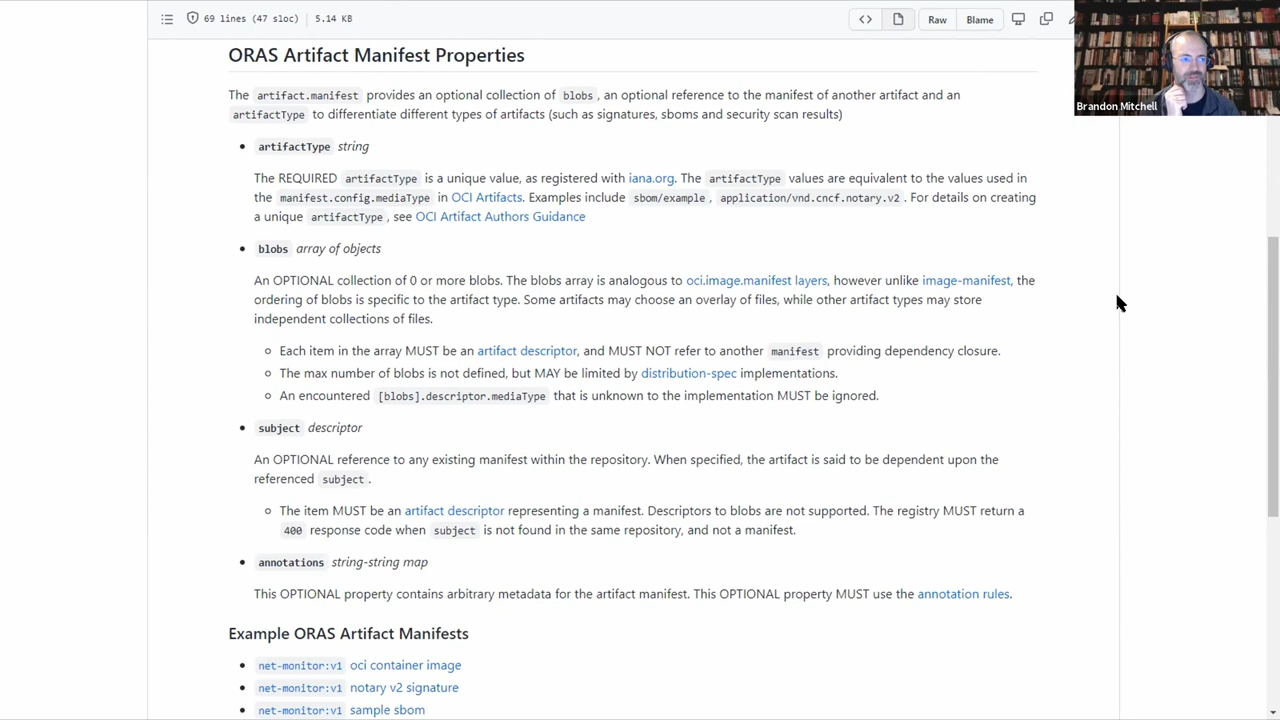 69 lines (47 sloc) 5.14 KB
Raw Blame
ORAS Artifact Manifest Properties
The artifact.manifest provides an optional collection of blobs, an optional reference to the manifest of another artifact and an
artifactType to differentiate different types of artifacts (such as signatures, sboms and security scan results)
Brandon Mitchell
• artifactType string
The REQUIRED artifactType is a unique value, as registered with iana.org. The artifactType values are equivalent to the values used in
the manifest.config.mediaType in OCI Artifacts. Examples include sbom/example, application/vnd.cncf.notary.v2. For details on creating
a unique artifactType, see OCI Artifact Authors Guidance
• blobs array of objects
An OPTIONAL collection of 0 or more blobs. The blobs array is analogous to oci.image.manifest layers, however unlike image-manifest, the
ordering of blobs is specific to the artifact type. Some artifacts may choose an overlay of files, while other artifact types may store
independent collections of files.
○ Each item in the array MUST be an artifact descriptor, and MUST NOT refer to another manifest providing dependency closure.
○ The max number of blobs is not defined, but MAY be limited by distribution-spec implementations.
○ An encountered [blobs].descriptor.mediaType that is unknown to the implementation MUST be ignored.
• subject descriptor
An OPTIONAL reference to any existing manifest within the repository. When specified, the artifact is said to be dependent upon the
referenced subject.
○ The item MUST be an artifact descriptor representing a manifest. Descriptors to blobs are not supported. The registry MUST return a
400 response code when subject is not found in the same repository, and not a manifest.
• annotations string-string map
This OPTIONAL property contains arbitrary metadata for the artifact manifest. This OPTIONAL property MUST use the annotation rules.
Example ORAS Artifact Manifests
• net-monitor:v1 oci container image
• net-monitor:v1 notary v2 signature
• net-monitor:v1 sample sbom